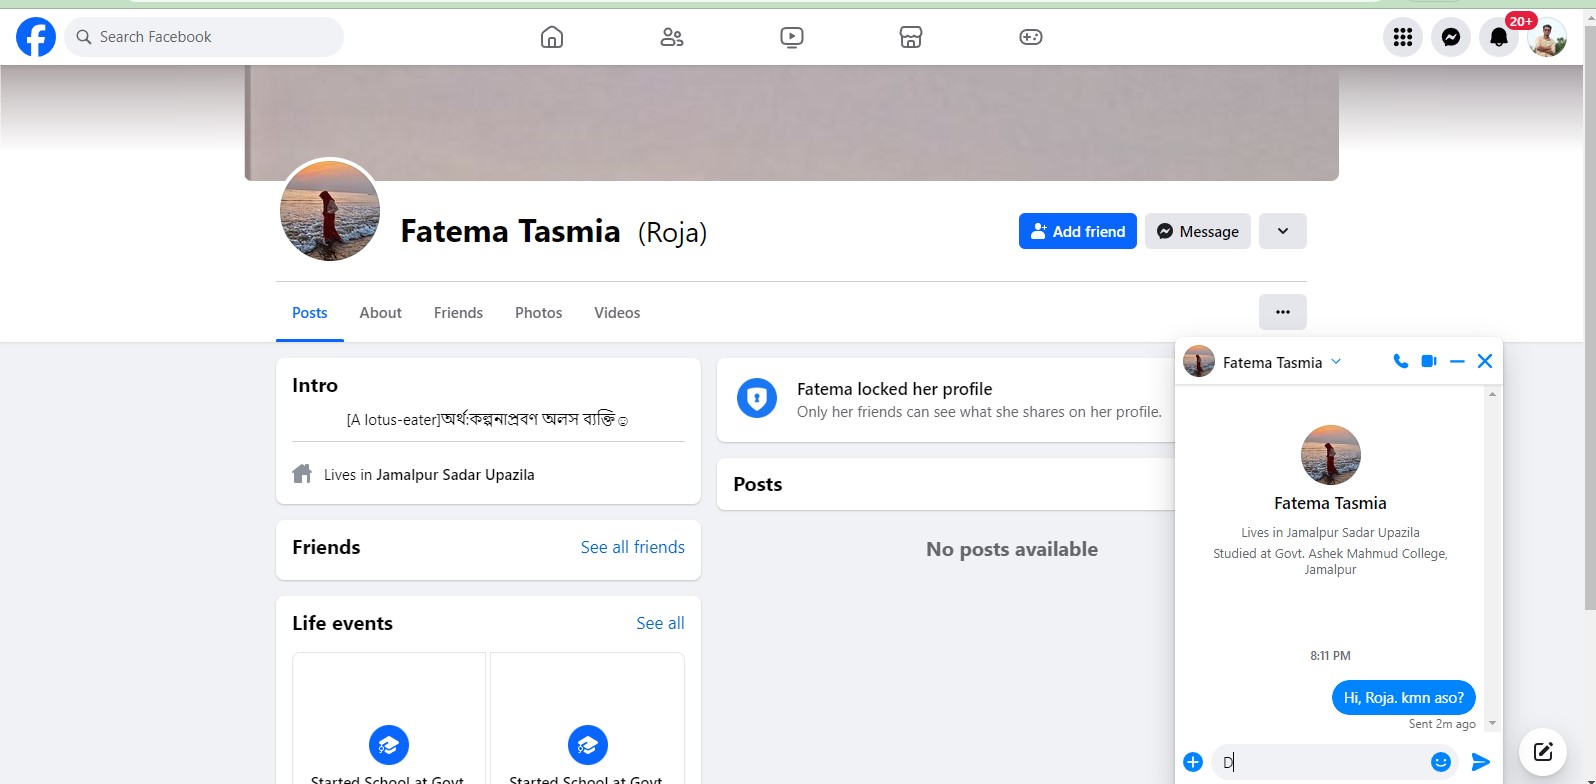 Search Facebook
20+
Fatema Tasmia (Roja)
Add friend
Message
Posts
About
Friends
Photos
Videos
Intro
[A lotus-eater]অর্থ:কল্পনাপ্রবণ অলস ব্যক্তি☺
Lives in Jamalpur Sadar Upazila
Friends
See all friends
Life events
See all
Started School at Govt
Started School at Govt
Fatema locked her profile
Only her friends can see what she shares on her profile.
Posts
No posts available
Fatema Tasmia
Fatema Tasmia
Lives in Jamalpur Sadar Upazila
Studied at Govt. Ashek Mahmud College,
Jamalpur
8:11 PM
Hi, Roja. kmn aso?
Sent 2m ago
D